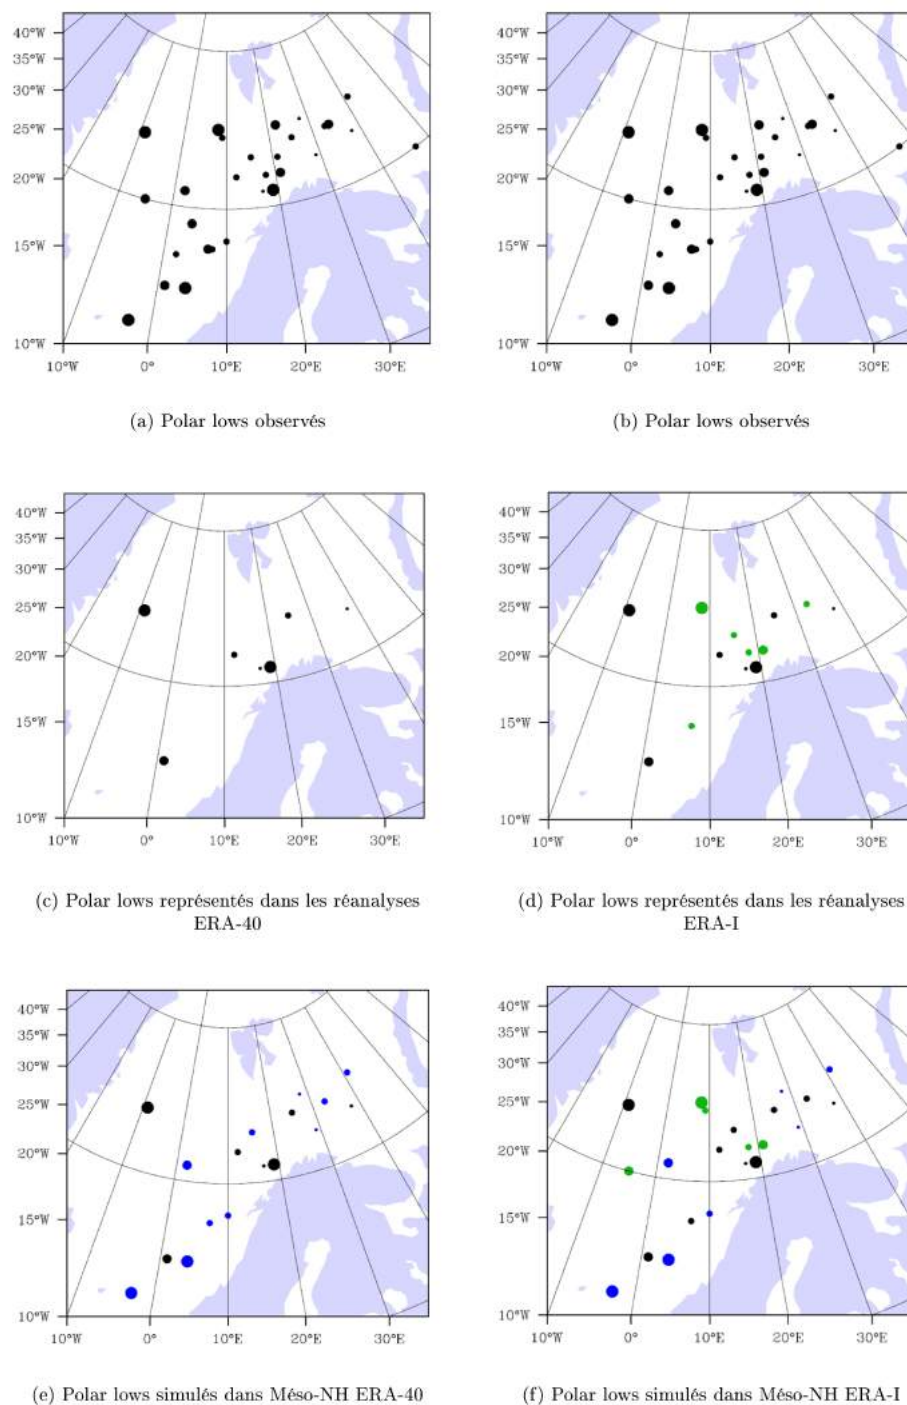 40°W
40°W
35°W
35°W
30°W
30°W
25°W
25°W
20°W
20°W
15°W
15°W
10°W
10°W
10°W 0° 10°E 20°E 30°E
10°W 0° 10°E 20°E 30°E
(a) Polar lows observés
(b) Polar lows observés
40°W
40°W
35°W
35°W
30°W
30°W
25°W
25°W
20°W
20°W
15°W
15°W
10°W
10°W
10°W 0° 10°E 20°E 30°E
10°W 0° 10°E 20°E 30°E
(c) Polar lows représentés dans les réanalyses
ERA-40
(d) Polar lows représentés dans les réanalyses
ERA-I
40°W
40°W
35°W
35°W
30°W
30°W
25°W
25°W
20°W
20°W
15°W
15°W
10°W
10°W
10°W 0° 10°E 20°E 30°E
10°W 0° 10°E 20°E 30°E
(e) Polar lows simulés dans Méso-NH ERA-40
(f) Polar lows simulés dans Méso-NH ERA-I